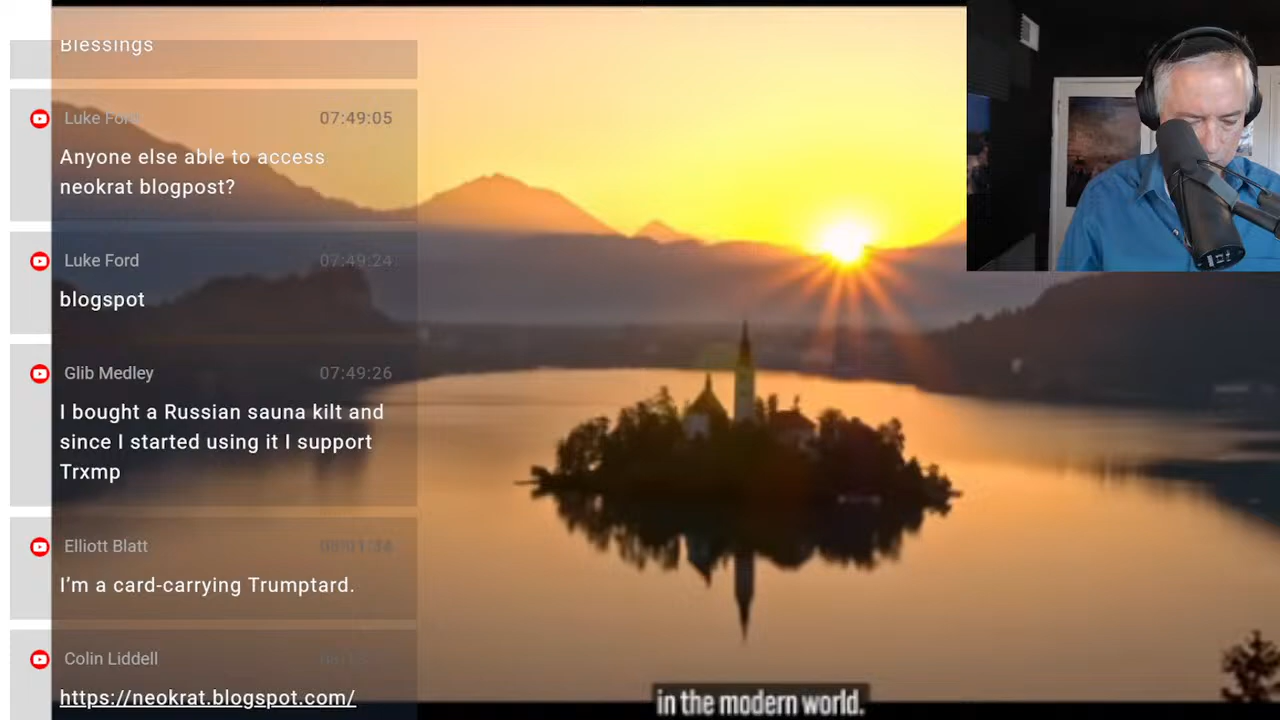 Blessings
Luke Ford 07:49:05
Anyone else able to access
neokrat blogpost?
Luke Ford 07:49:24
blogspot
Glib Medley 07:49:26
I bought a Russian sauna kilt and
since I started using it I support
Trxmp
Elliott Blatt
I'm a card-carrying Trumptard.
Colin Liddell
https://neokrat.blogspot.com/
in the modern world.